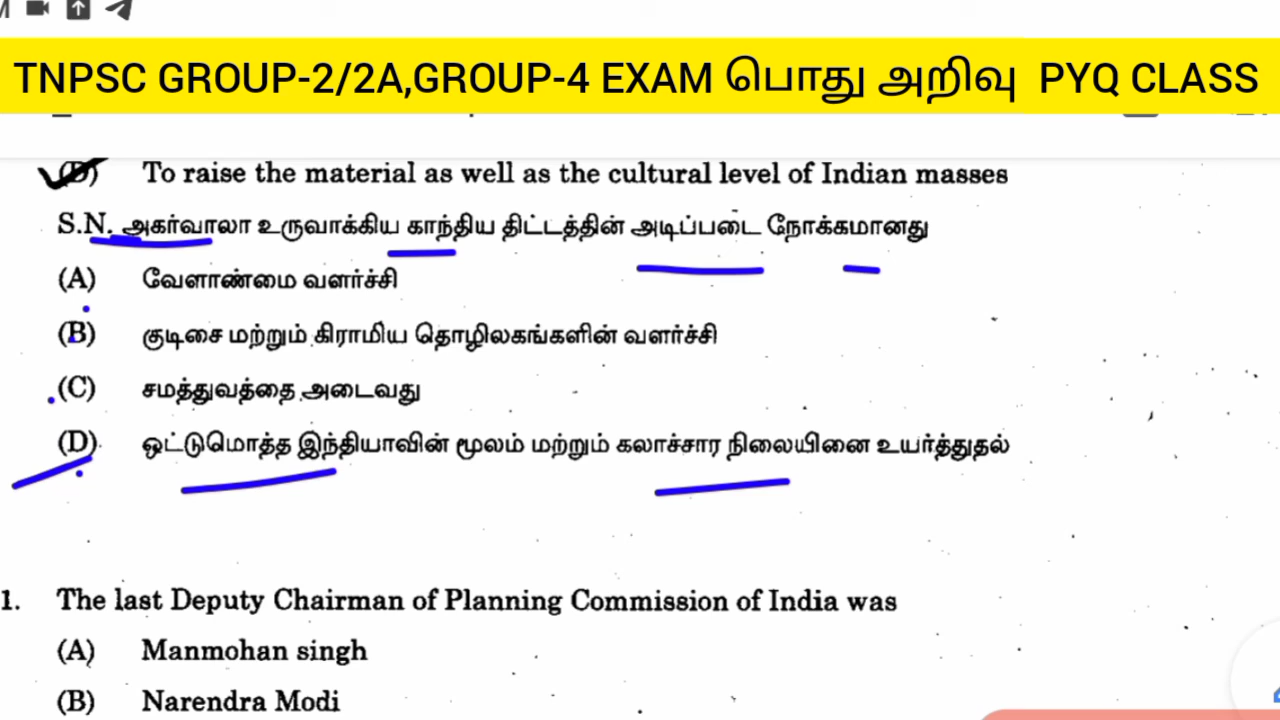 TNPSC GROUP-2/2A,GROUP-4 EXAM பொது அறிவு PYQ CLASS
(D) To raise the material as well as the cultural level of Indian masses
S.N. அகர்வாலா உருவாக்கிய காந்திய திட்டத்தின் அடிப்படை நோக்கமானது
(A) வேளாண்மை வளர்ச்சி
(B) குடிசை மற்றும் கிராமிய தொழிலகங்களின் வளர்ச்சி
(C) சமத்துவத்தை அடைவது
(D) ஒட்டுமொத்த இந்தியாவின் மூலம் மற்றும் கலாச்சார நிலையினை உயர்த்துதல்
1. The last Deputy Chairman of Planning Commission of India was
(A) Manmohan singh
(B) Narendra Modi